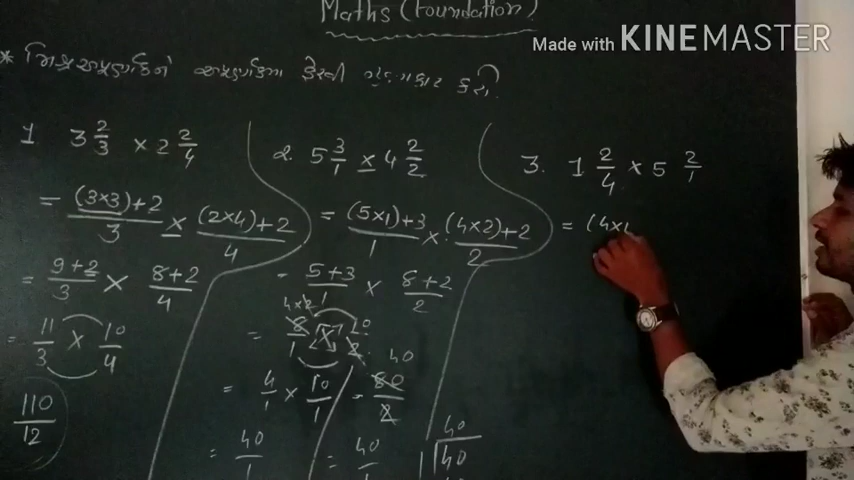 Maths (Foundation)
Made with KINEMASTER
* મિશ્ર અપૂર્ણાંકને અપૂર્ણાંકમાં ફેરવી ગુણાકાર કરો.
1 3 2/3 × 2 2/4
= (3×3)+2/3 × (2×4)+2/4
= 9+2/3 × 8+2/4
= 11/3 × 10/4
110/12
2. 5 3/1 × 4 2/2
= (5×1)+3/1 × (4×2)+2/2
= 5+3/1 × 8+2/2
4×2
= 8/1 × 10/2
= 4/1 × 10/1 = 80/2 40
= 40/1 = 40/1
40
1 40
40
3. 1 2/4 × 5 2/1
= (4×1